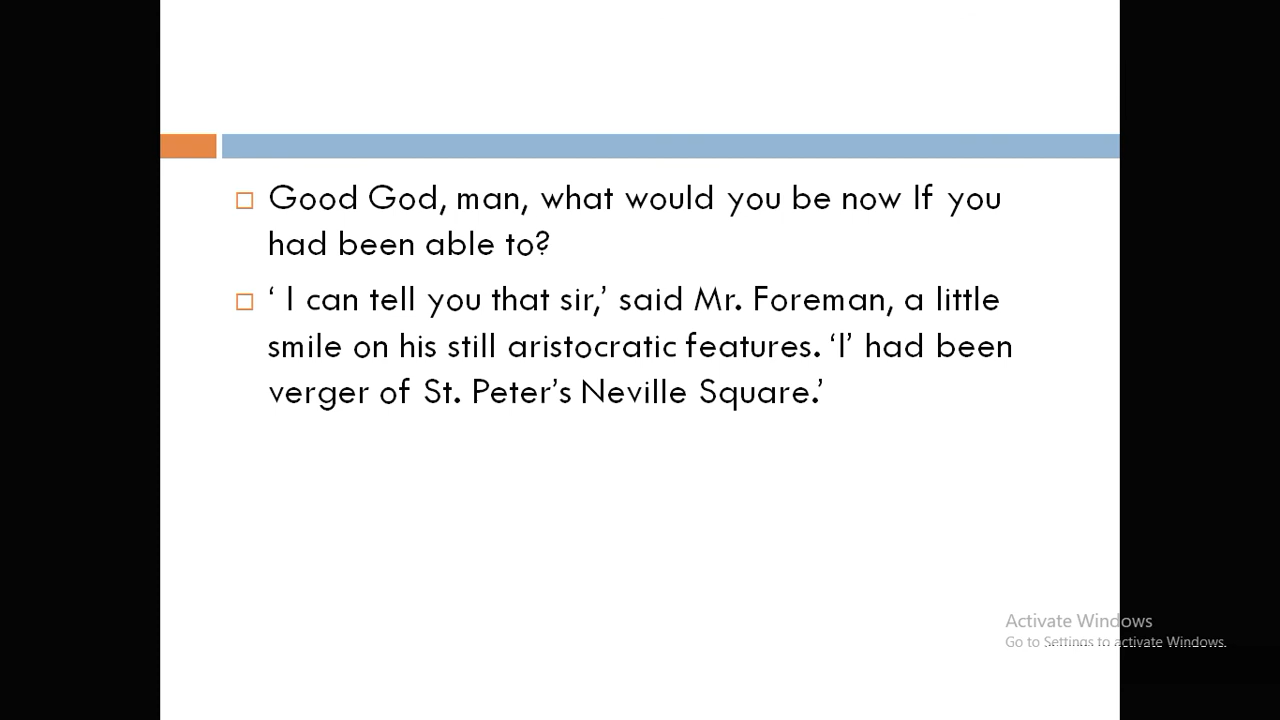 Good God, man, what would you be now If you
had been able to?
‘ I can tell you that sir,’ said Mr. Foreman, a little
smile on his still aristocratic features. ‘I’ had been
verger of St. Peter’s Neville Square.’
Activate Windows
Go to Settings to activate Windows.